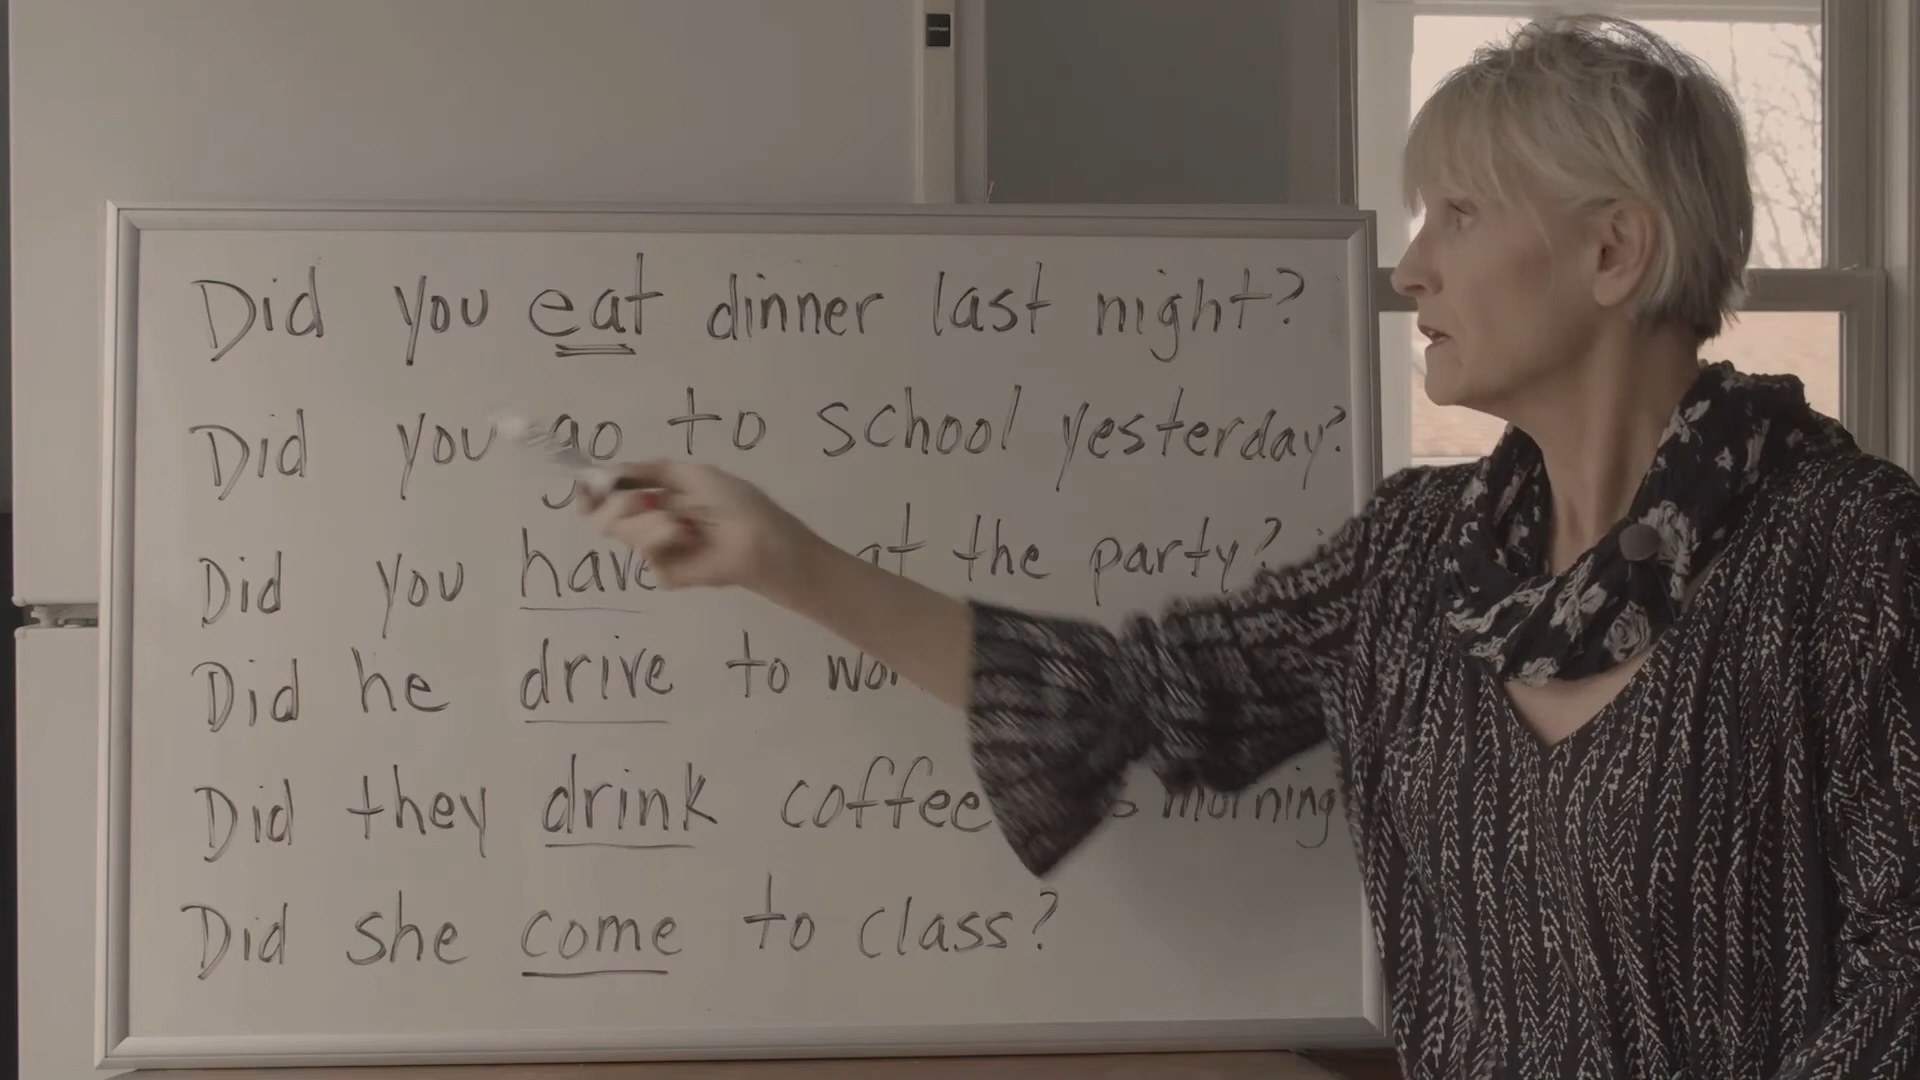 Did you eat dinner last night?
Did you go to school yesterday?
Did you have at the party?
Did he drive to
Did they drink coffee morning
Did she come to class?